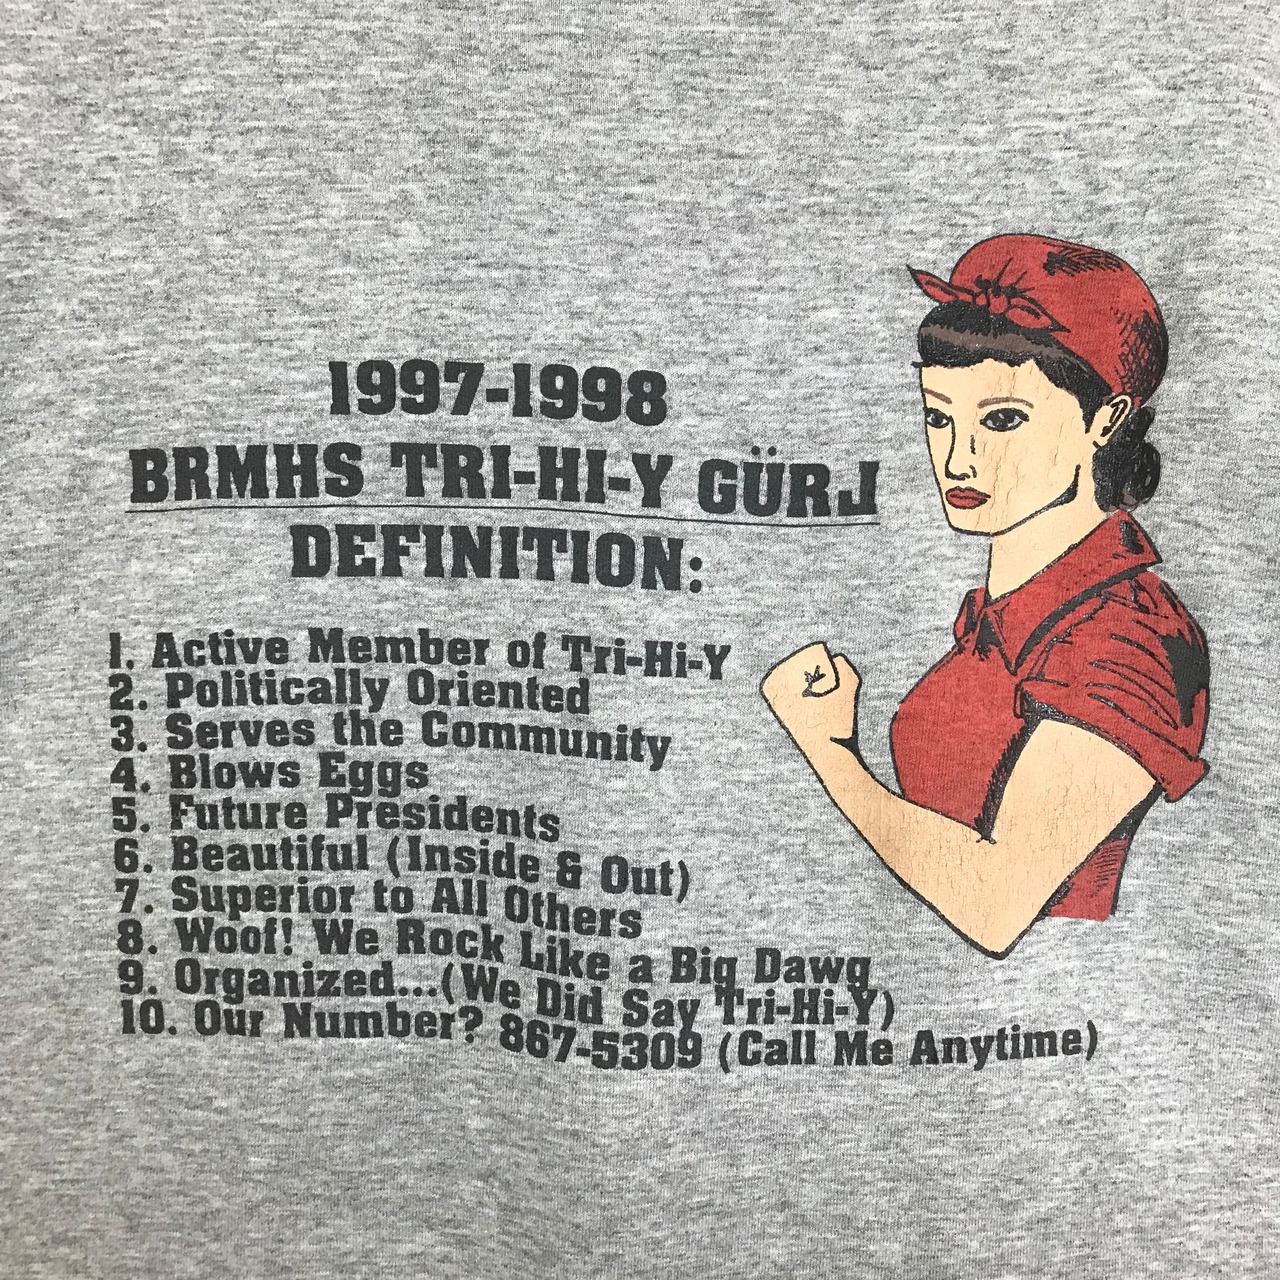 1997-1998
BRMHS TRI-HI-Y GÜRL
DEFINITION:
1. Active Member of Tri-Hi-Y
2. Politically Oriented
3. Serves the Community
4. Blows Eggs
5. Future Presidents
6. Beautiful (Inside & Out)
7. Superior to All Others
8. Woof! We Rock Like a Big Dawg
9. Organized...(We Did Say Tri-Hi-Y)
10. Our Number? 867-5309 (Call Me Anytime)